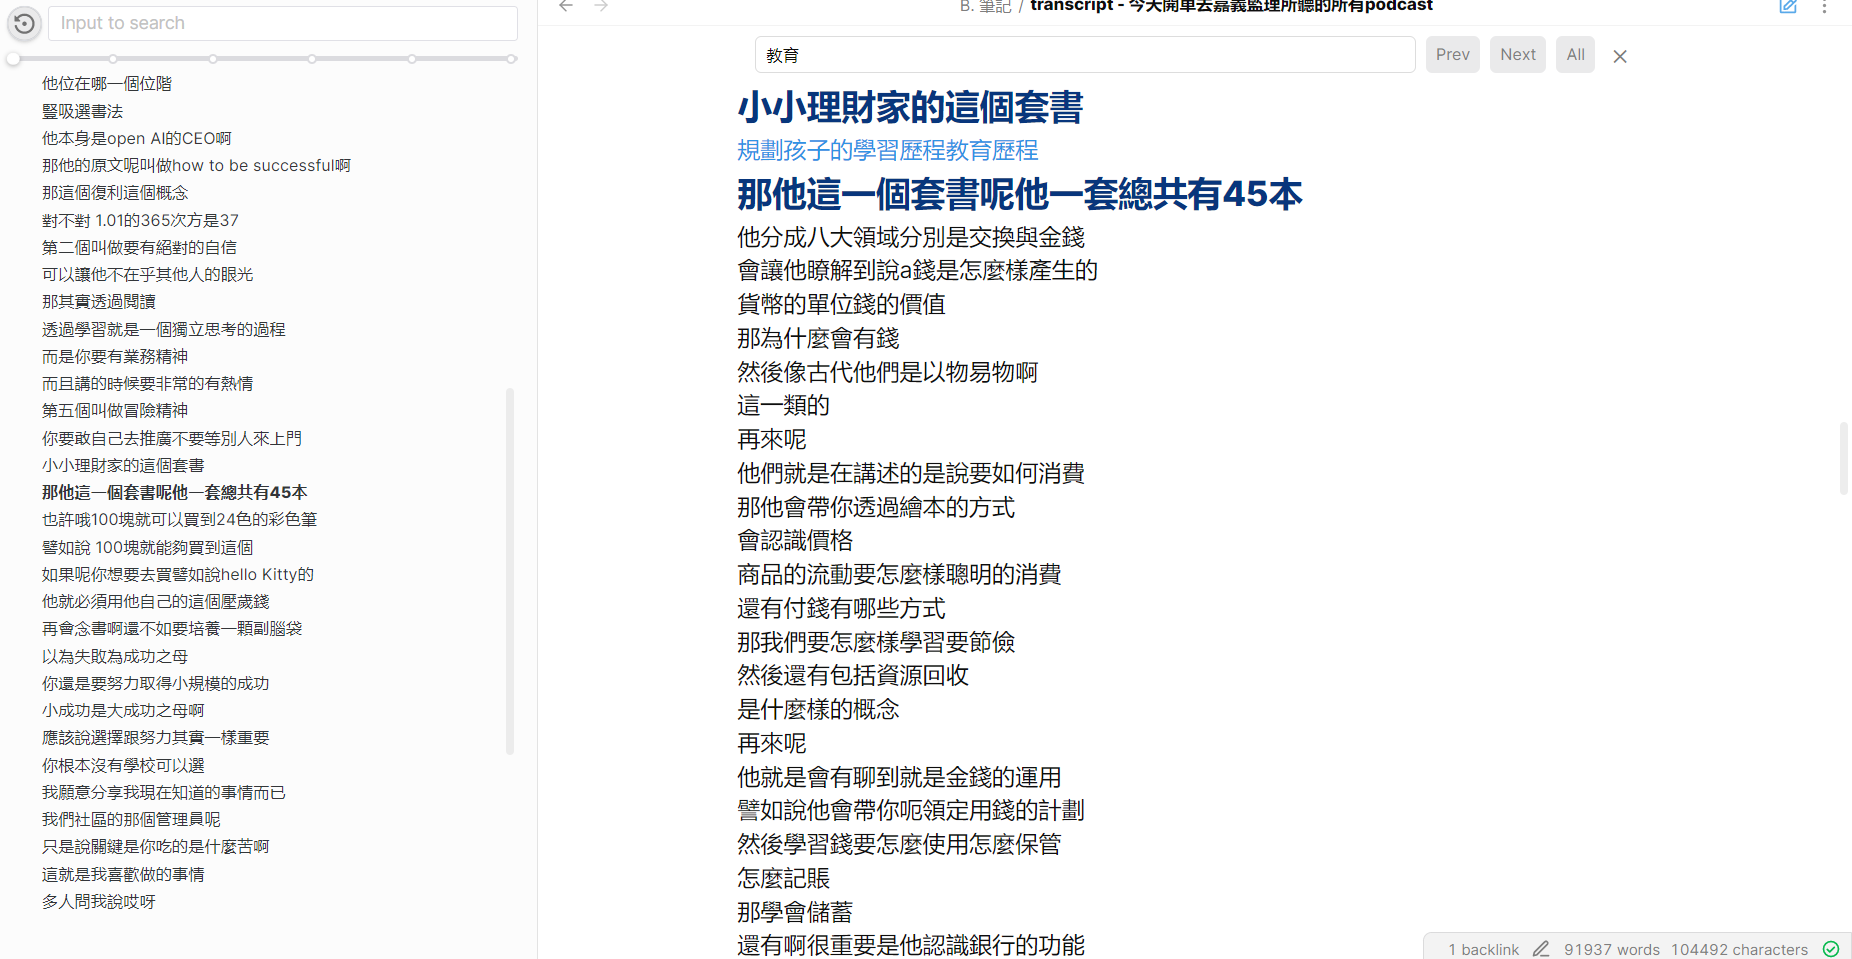 Input to search
他位在哪一個位階
豎吸選書法
他本身是open AI的CEO啊
那他的原文呢叫做how to be successful啊
那這個復利這個概念
對不對 1.01的365次方是37
第二個叫做要有絕對的自信
可以讓他不在乎其他人的眼光
那其實透過閱讀
透過學習就是一個獨立思考的過程
而是你要有業務精神
而且講的時候要非常的有熱情
第五個叫做冒險精神
你要敢自己去推廣不要等別人來上門
小小理財家的這個套書
那他這一個套書呢他一套總共有45本
也許哦100塊就可以買到24色的彩色筆
譬如說 100塊就能夠買到這個
如果呢你想要去買譬如說hello Kitty的
他就必須用他自己的這個壓歲錢
再會念書啊還不如要培養一顆副腦袋
以為失敗為成功之母
你還是要努力取得小規模的成功
小成功是大成功之母啊
應該說選擇跟努力其實一樣重要
你根本沒有學校可以選
我願意分享我現在知道的事情而已
我們社區的那個管理員呢
只是說關鍵是你吃的是什麼苦啊
這就是我喜歡做的事情
多人問我說哎呀
B. 筆記 / transcript - 今天開車去嘉義監理所聽的所有podcast
教育
Prev
Next
All
小小理財家的這個套書
規劃孩子的學習歷程教育歷程
那他這一個套書呢他一套總共有45本
他分成八大領域分別是交換與金錢
會讓他瞭解到說a錢是怎麼樣產生的
貨幣的單位錢的價值
那為什麼會有錢
然後像古代他們是以物易物啊
這一類的
再來呢
他們就是在講述的是說要如何消費
那他會帶你透過繪本的方式
會認識價格
商品的流動要怎麼樣聰明的消費
還有付錢有哪些方式
那我們要怎麼樣學習要節儉
然後還有包括資源回收
是什麼樣的概念
再來呢
他就是會有聊到就是金錢的運用
譬如說他會帶你呃領定用錢的計劃
然後學習錢要怎麼使用怎麼保管
怎麼記賬
那學會儲蓄
還有啊很重要是他認識銀行的功能
1 backlink
91937 words
104492 characters